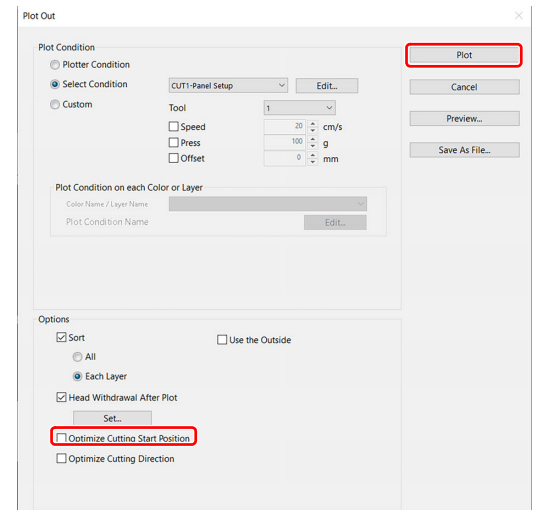 Plot Out
Plot Condition
Plot
Plotter Condition
Select Condition
CUT1-Panel Setup
Edit...
Cancel
Custom
Tool
1
Preview...
Speed
20
cm/s
Press
100
g
Save As File...
Offset
0
mm
Plot Condition on each Color or Layer
Color Name / Layer Name
Plot Condition Name
Edit...
Options
Sort
Use the Outside
All
Each Layer
Head Withdrawal After Plot
Set...
Optimize Cutting Start Position
Optimize Cutting Direction